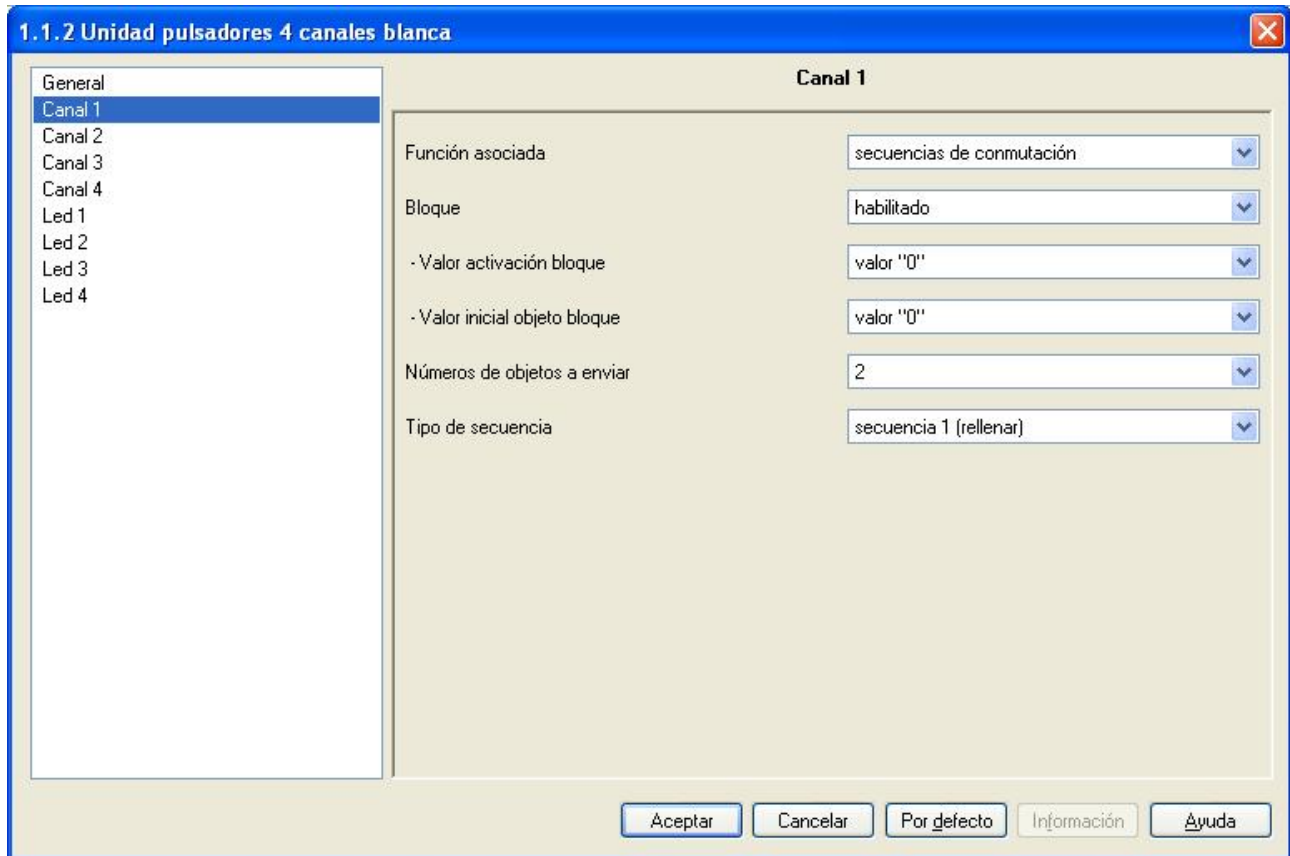 1.1.2 Unidad pulsadores 4 canales blanca
General
Canal 1
Canal 2
Canal 3
Canal 4
Led 1
Led 2
Led 3
Led 4
Canal 1
Función asociada secuencias de conmutación
Bloque habilitado
- Valor activación bloque valor "0"
- Valor inicial objeto bloque valor "0"
Números de objetos a enviar 2
Tipo de secuencia secuencia 1 (rellenar)
Aceptar Cancelar Por defecto Información Ayuda